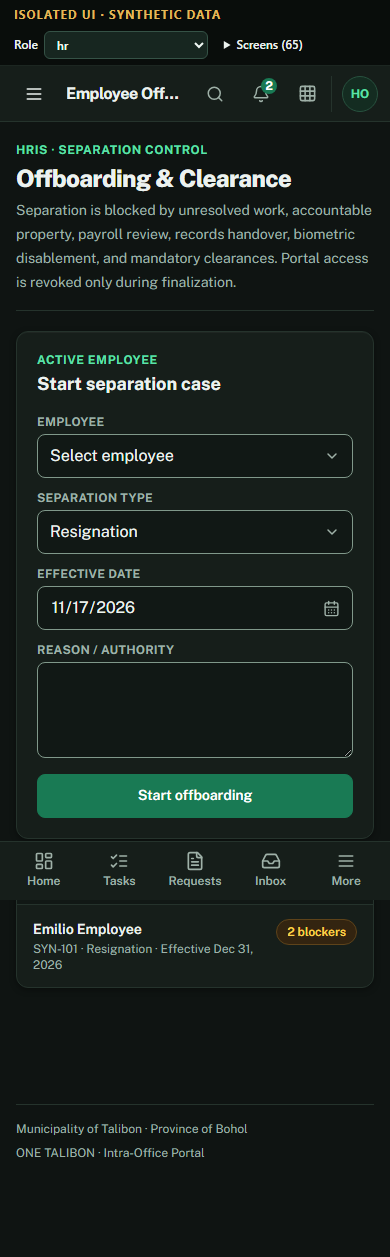 ISOLATED UI · SYNTHETIC DATA
Role
hr
Screens (65)
Employee Off...
2
HO
HRIS · SEPARATION CONTROL
Offboarding & Clearance
Separation is blocked by unresolved work, accountable
property, payroll review, records handover, biometric
disablement, and mandatory clearances. Portal access
is revoked only during finalization.
ACTIVE EMPLOYEE
Start separation case
EMPLOYEE
Select employee
SEPARATION TYPE
Resignation
EFFECTIVE DATE
11/17/2026
REASON / AUTHORITY
Start offboarding
Home
Tasks
Requests
Inbox
More
Emilio Employee
2 blockers
SYN-101 · Resignation · Effective Dec 31,
2026
Municipality of Talibon · Province of Bohol
ONE TALIBON · Intra-Office Portal